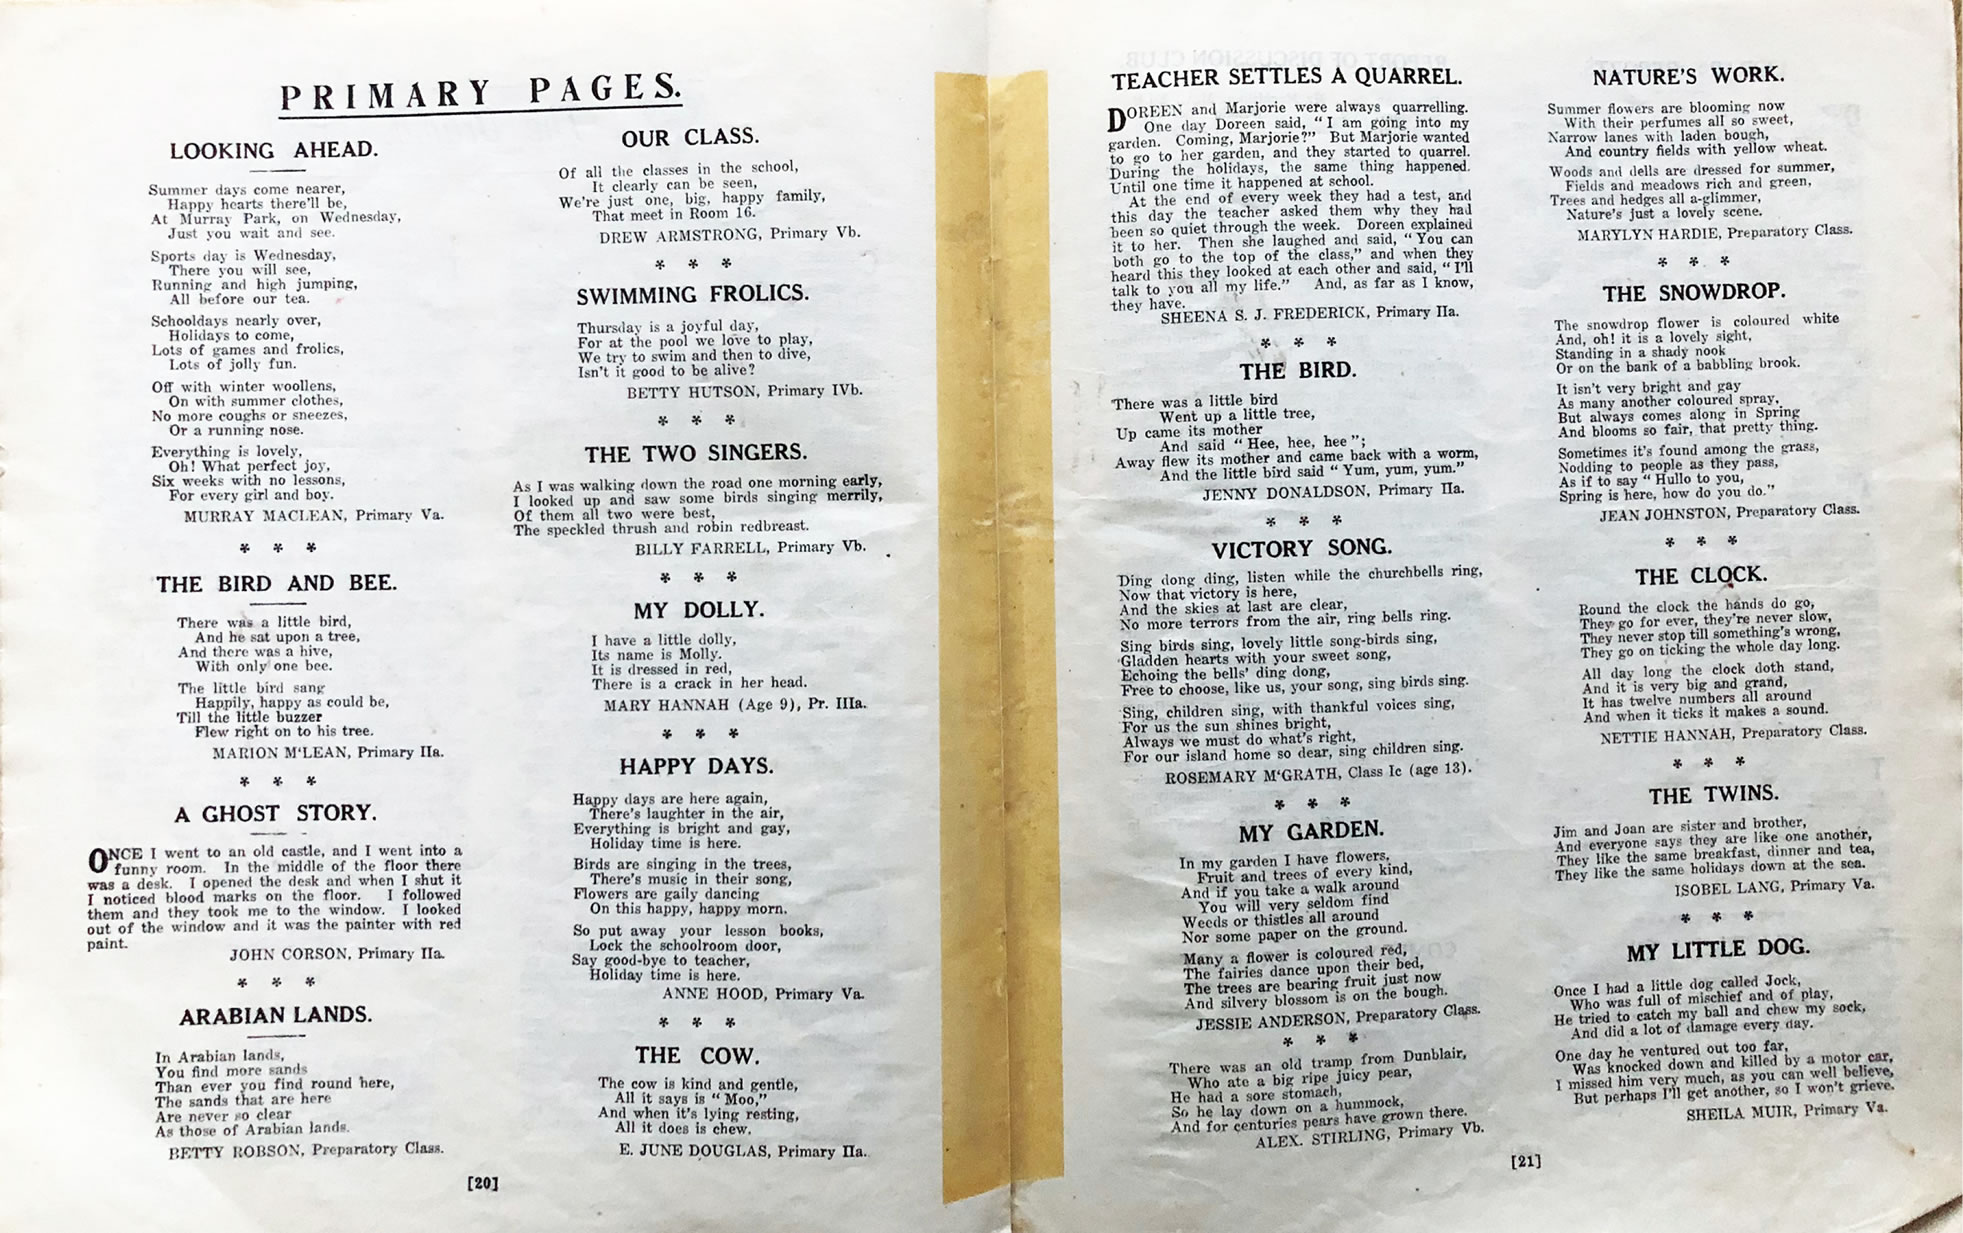 PRIMARY PAGES.
LOOKING AHEAD.
Summer days come nearer,
Happy hearts there'll be,
At Murray Park, on Wednesday,
Just you wait and see.
Sports day is Wednesday,
There you will see,
Running and high jumping,
All before our tea.
Schooldays nearly over,
Holidays to come,
Lots of games and frolics,
Lots of jolly fun.
Off with winter woollens,
On with summer clothes,
No more coughs or sneezes,
Or a running nose.
Everything is lovely,
Oh! What perfect joy,
Six weeks with no lessons,
For every girl and boy.
MURRAY MACLEAN, Primary Va.
* * *
THE BIRD AND BEE.
There was a little bird,
And he sat upon a tree,
And there was a hive,
With only one bee.
The little bird sang
Happily, happy as could be,
Till the little buzzer
Flew right on to his tree.
MARION M'LEAN, Primary IIa.
* * *
A GHOST STORY.
ONCE I went to an old castle, and I went into a
funny room. In the middle of the floor there
was a desk. I opened the desk and when I shut it
I noticed blood marks on the floor. I followed
them and they took me to the window. I looked
out of the window and it was the painter with red
paint.
JOHN CORSON, Primary IIa.
* * *
ARABIAN LANDS.
In Arabian lands,
You find more sands
Than ever you find round here,
The sands that are here
Are never so clear
As those of Arabian lands.
BETTY ROBSON, Preparatory Class.
OUR CLASS.
Of all the classes in the school,
It clearly can be seen,
We're just one, big, happy family,
That meet in Room 16.
DREW ARMSTRONG, Primary Vb.
* * *
SWIMMING FROLICS.
Thursday is a joyful day,
For at the pool we love to play,
We try to swim and then to dive,
Isn't it good to be alive?
BETTY HUTSON, Primary IVb.
* * *
THE TWO SINGERS.
As I was walking down the road one morning early,
I looked up and saw some birds singing merrily,
Of them all two were best,
The speckled thrush and robin redbreast.
BILLY FARRELL, Primary Vb.
* * *
MY DOLLY.
I have a little dolly,
Its name is Molly.
It is dressed in red,
There is a crack in her head.
MARY HANNAH (Age 9), Pr. IIIa.
* * *
HAPPY DAYS.
Happy days are here again,
There's laughter in the air,
Everything is bright and gay,
Holiday time is here.
Birds are singing in the trees,
There's music in their song,
Flowers are gaily dancing
On this happy, happy morn.
So put away your lesson books,
Lock the schoolroom door,
Say good-bye to teacher,
Holiday time is here.
ANNE HOOD, Primary Va.
* * *
THE COW.
The cow is kind and gentle,
All it says is "Moo,"
And when it's lying resting,
All it does is chew.
E. JUNE DOUGLAS, Primary IIa.
[20]
TEACHER SETTLES A QUARREL.
DOREEN and Marjorie were always quarrelling.
One day Doreen said, "I am going into my
garden. Coming, Marjorie?" But Marjorie wanted
to go to her garden, and they started to quarrel.
During the holidays, the same thing happened.
Until one time it happened at school.
At the end of every week they had a test, and
this day the teacher asked them why they had
been so quiet through the week. Doreen explained
it to her. Then she laughed and said, "You can
both go to the top of the class," and when they
heard this they looked at each other and said, "I'll
talk to you all my life." And, as far as I know,
they have.
SHEENA S. J. FREDERICK, Primary IIa.
* * *
THE BIRD.
There was a little bird
Went up a little tree,
Up came its mother
And said "Hee, hee, hee";
Away flew its mother and came back with a worm,
And the little bird said "Yum, yum, yum."
JENNY DONALDSON, Primary IIa.
* * *
VICTORY SONG.
Ding dong ding, listen while the churchbells ring,
Now that victory is here,
And the skies at last are clear,
No more terrors from the air, ring bells ring.
Sing birds sing, lovely little song-birds sing,
Gladden hearts with your sweet song,
Echoing the bells' ding dong,
Free to choose, like us, your song, sing birds sing.
Sing, children sing, with thankful voices sing,
For us the sun shines bright,
Always we must do what's right,
For our island home so dear, sing children sing.
ROSEMARY M'GRATH, Class Ic (age 13).
* * *
MY GARDEN.
In my garden I have flowers,
Fruit and trees of every kind,
And if you take a walk around
You will very seldom find
Weeds or thistles all around
Nor some paper on the ground.
Many a flower is coloured red,
The fairies dance upon their bed,
The trees are bearing fruit just now
And silvery blossom is on the bough.
JESSIE ANDERSON, Preparatory Class.
* * *
There was an old tramp from Dunblair,
Who ate a big ripe juicy pear,
He had a sore stomach,
So he lay down on a hummock,
And for centuries pears have grown there.
ALEX. STIRLING, Primary Vb.
NATURE'S WORK.
Summer flowers are blooming now
With their perfumes all so sweet,
Narrow lanes with laden bough,
And country fields with yellow wheat.
Woods and dells are dressed for summer,
Fields and meadows rich and green,
Trees and hedges all a-glimmer,
Nature's just a lovely scene.
MARYLYN HARDIE, Preparatory Class.
* * *
THE SNOWDROP.
The snowdrop flower is coloured white
And, oh! it is a lovely sight,
Standing in a shady nook
Or on the bank of a babbling brook.
It isn't very bright and gay
As many another coloured spray,
But always comes along in Spring
And blooms so fair, that pretty thing.
Sometimes it's found among the grass,
Nodding to people as they pass,
As if to say "Hullo to you,
Spring is here, how do you do."
JEAN JOHNSTON, Preparatory Class.
* * *
THE CLOCK.
Round the clock the hands do go,
They go for ever, they're never slow,
They never stop till something's wrong,
They go on ticking the whole day long.
All day long the clock doth stand,
And it is very big and grand,
It has twelve numbers all around
And when it ticks it makes a sound.
NETTIE HANNAH, Preparatory Class.
* * *
THE TWINS.
Jim and Joan are sister and brother,
And everyone says they are like one another,
They like the same breakfast, dinner and tea,
They like the same holidays down at the sea.
ISOBEL LANG, Primary Va.
* * *
MY LITTLE DOG.
Once I had a little dog called Jock,
Who was full of mischief and of play,
He tried to catch my ball and chew my sock,
And did a lot of damage every day.
One day he ventured out too far,
Was knocked down and killed by a motor car,
I missed him very much, as you can well believe,
But perhaps I'll get another, so I won't grieve.
SHEILA MUIR, Primary Va.
[21]